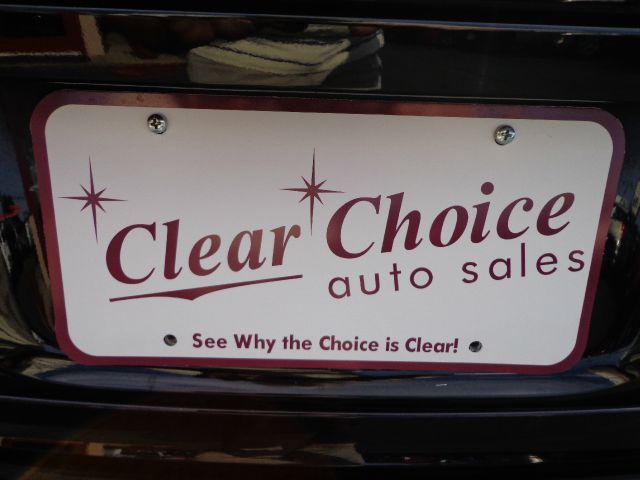 Clear Choice
auto sales
See Why the Choice is Clear!